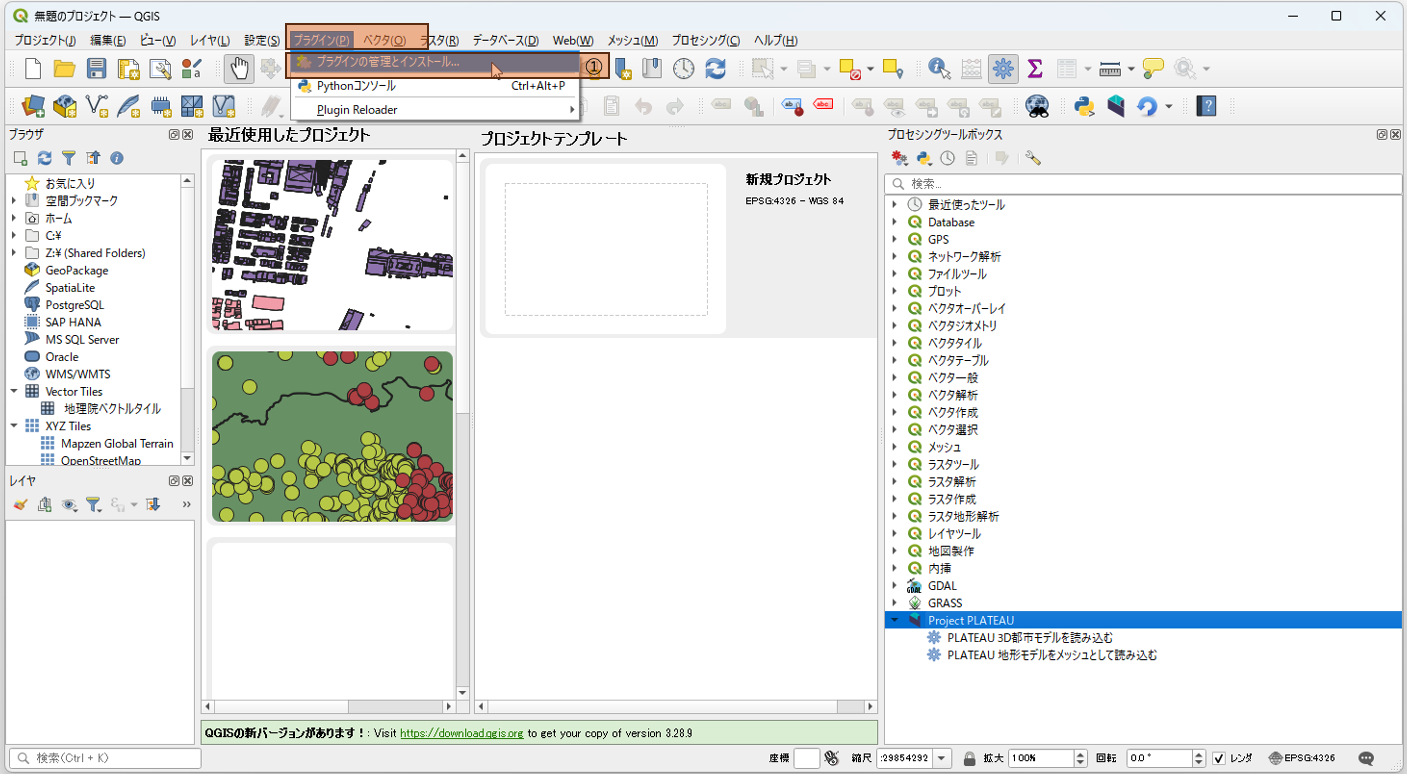 無題のプロジェクト — QGIS
プロジェクト(J) 編集(E) ビュー(V) レイヤ(L) 設定(S) プラグイン(P) ベクタ(O) ラスタ(R) データベース(D) Web(W) メッシュ(M) プロセシング(C) ヘルプ(H)
プラグインの管理とインストール...
①
Pythonコンソール Ctrl+Alt+P
Plugin Reloader
ブラウザ
お気に入り
空間ブックマーク
ホーム
C:¥
Z:¥ (Shared Folders)
GeoPackage
SpatiaLite
PostgreSQL
SAP HANA
MS SQL Server
Oracle
WMS/WMTS
Vector Tiles
地理院ベクトルタイル
XYZ Tiles
Mapzen Global Terrain
OpenStreetMap
レイヤ
最近使用したプロジェクト
プロジェクトテンプレート
新規プロジェクト
EPSG:4326 - WGS 84
QGISの新バージョンがあります！: Visit https://download.qgis.org to get your copy of version 3.28.9
プロセシングツールボックス
検索...
最近使ったツール
Database
GPS
ネットワーク解析
ファイルツール
プロット
ベクタオーバーレイ
ベクタジオメトリ
ベクタタイル
ベクタテーブル
ベクタ一般
ベクタ解析
ベクタ作成
ベクタ選択
メッシュ
ラスタツール
ラスタ解析
ラスタ作成
ラスタ地形解析
レイヤツール
地図製作
内挿
GDAL
GRASS
Project PLATEAU
PLATEAU 3D都市モデルを読み込む
PLATEAU 地形モデルをメッシュとして読み込む
検索(Ctrl + K)
座標 縮尺 :29854292 拡大 100% 回転 0.0 ° レンダ EPSG:4326